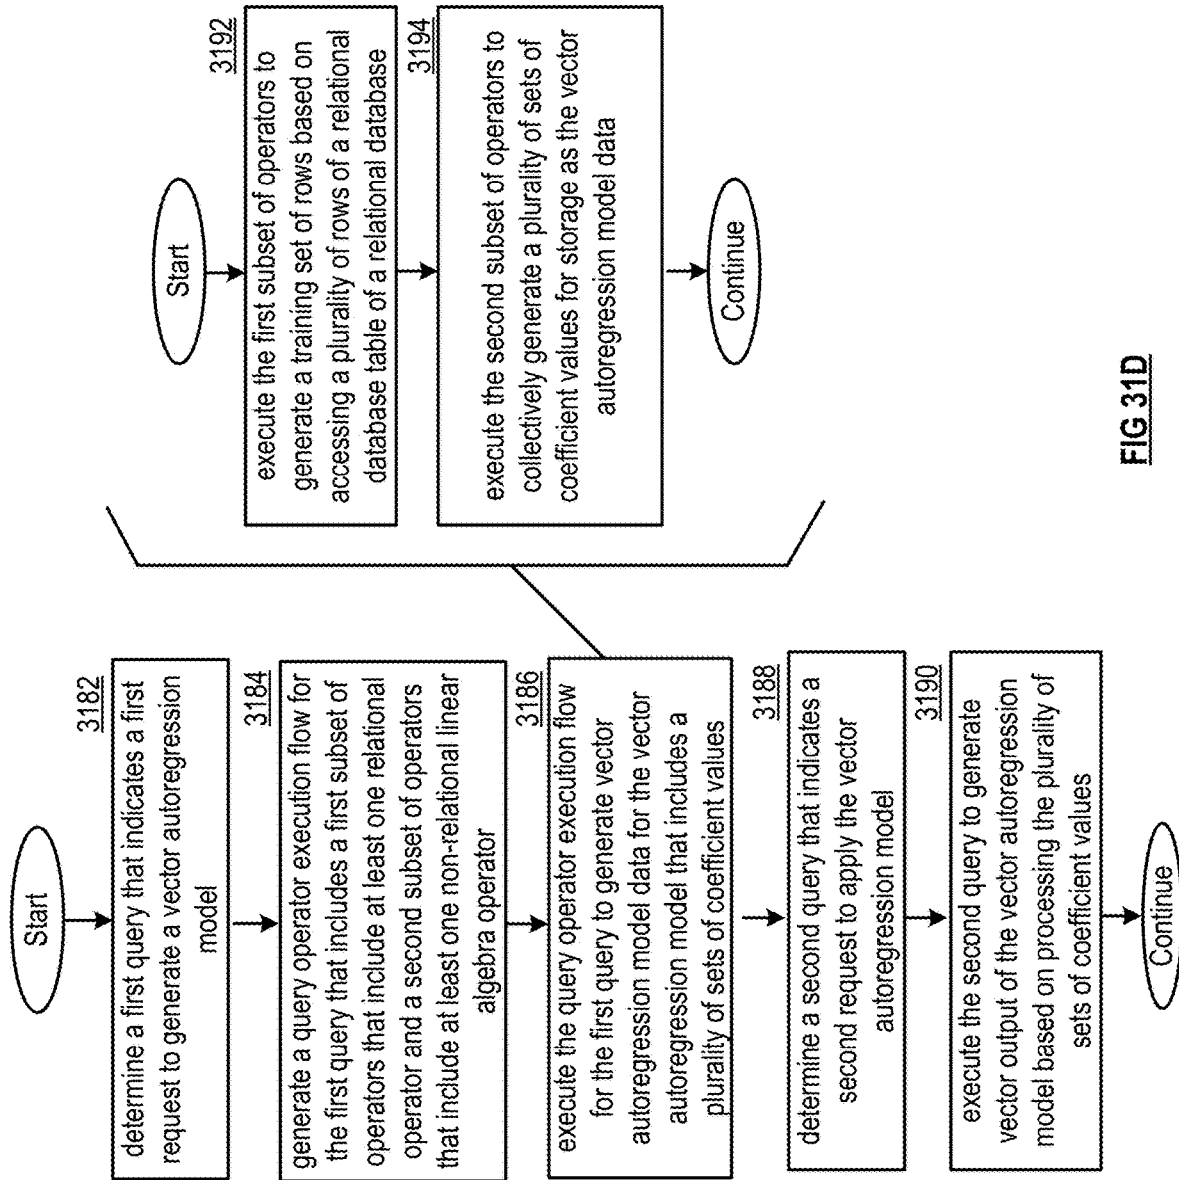 Start
3182
determine a first query that indicates a first
request to generate a vector autoregression
model
3184
generate a query operator execution flow for
the first query that includes a first subset of
operators that include at least one relational
operator and a second subset of operators
that include at least one non-relational linear
algebra operator
3186
execute the query operator execution flow
for the first query to generate vector
autoregression model data for the vector
autoregression model that includes a
plurality of sets of coefficient values
3188
determine a second query that indicates a
second request to apply the vector
autoregression model
3190
execute the second query to generate
vector output of the vector autoregression
model based on processing the plurality of
sets of coefficient values
Continue
Start
3192
execute the first subset of operators to
generate a training set of rows based on
accessing a plurality of rows of a relational
database table of a relational database
3194
execute the second subset of operators to
collectively generate a plurality of sets of
coefficient values for storage as the vector
autoregression model data
Continue
FIG 31D